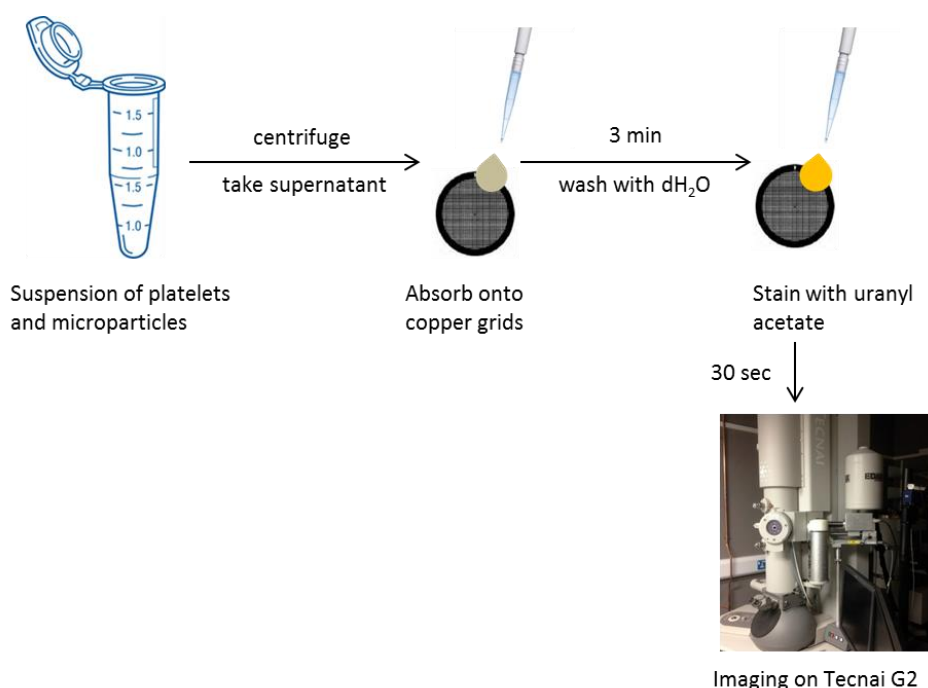 1.5
1.0
1.5
1.0
centrifuge
take supernatant
3 min
wash with dH₂O
Suspension of platelets
and microparticles
Absorb onto
copper grids
Stain with uranyl
acetate
30 sec
TECNAI
Imaging on Tecnai G2